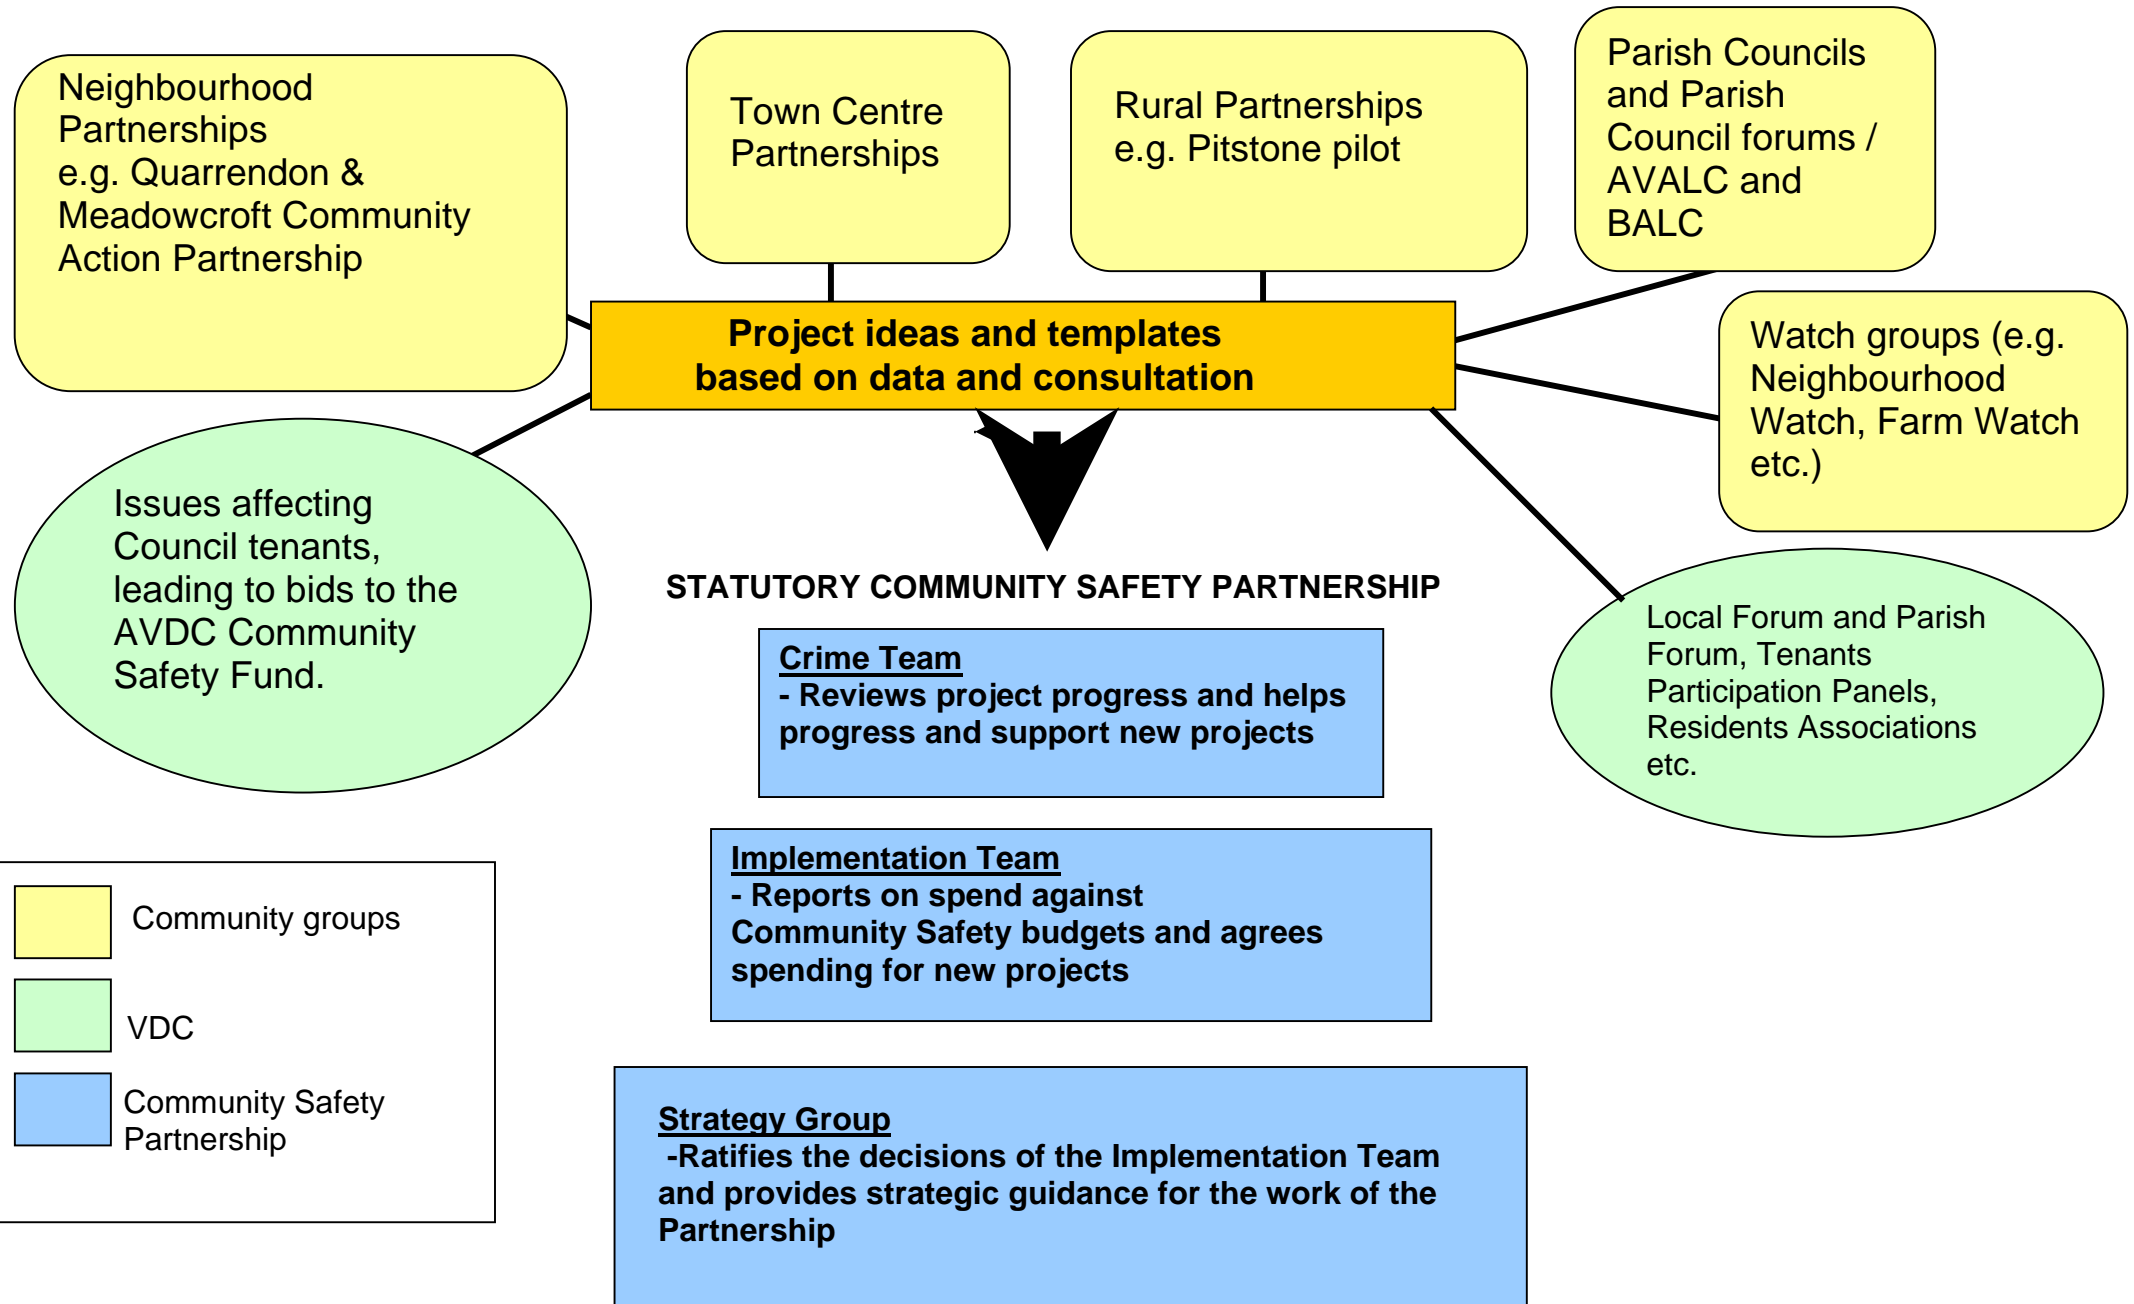 Neighbourhood
Partnerships
e.g. Quarrendon &
Meadowcroft Community
Action Partnership
Town Centre
Partnerships
Rural Partnerships
e.g. Pitstone pilot
Parish Councils
and Parish
Council forums /
AVALC and
BALC
Project ideas and templates
based on data and consultation
Watch groups (e.g.
Neighbourhood
Watch, Farm Watch
etc.)
Issues affecting
Council tenants,
leading to bids to the
AVDC Community
Safety Fund.
STATUTORY COMMUNITY SAFETY PARTNERSHIP
Local Forum and Parish
Forum, Tenants
Participation Panels,
Residents Associations
etc.
Crime Team
- Reviews project progress and helps
progress and support new projects
Implementation Team
- Reports on spend against
Community Safety budgets and agrees
spending for new projects
Strategy Group
-Ratifies the decisions of the Implementation Team
and provides strategic guidance for the work of the
Partnership
Community groups
VDC
Community Safety
Partnership